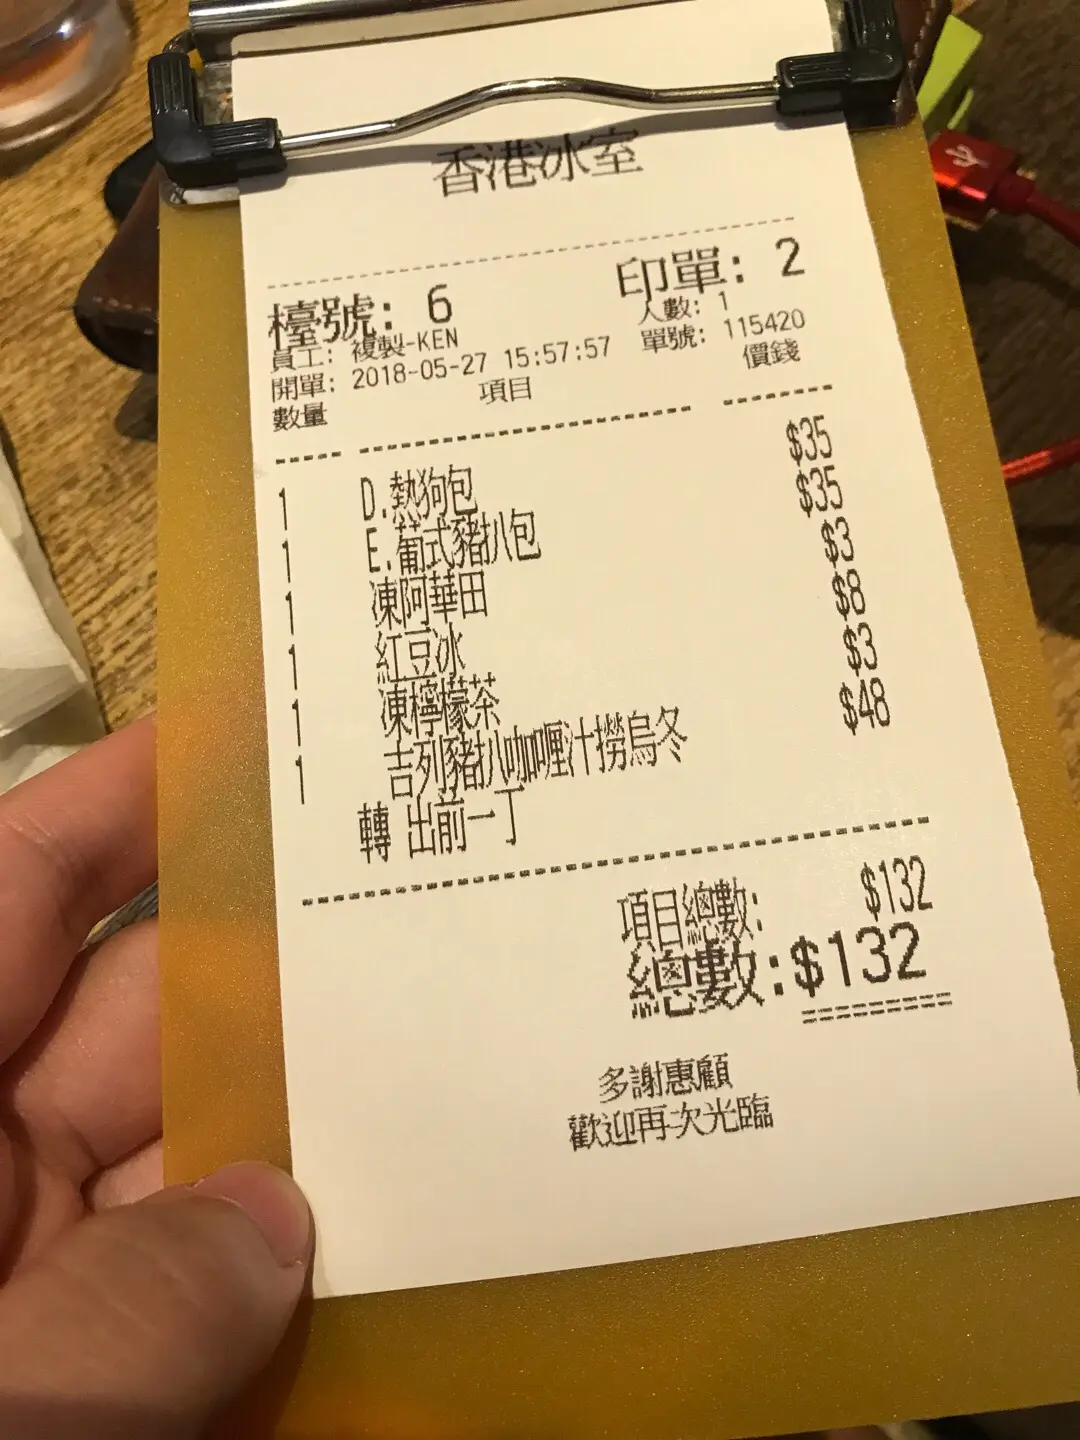 香港冰室
檯號: 6 印單: 2
員工: 複製-KEN 人數: 1
開單: 2018-05-27 15:57:57 單號: 115420
數量 項目 價錢
1 D.熱狗包 $35
1 E.葡式豬扒包 $35
1 凍阿華田 $3
1 紅豆冰 $8
1 凍檸檬茶 $3
1 吉列豬扒咖喱汁撈烏冬 $48
轉 出前一丁
項目總數: $132
總數:$132
多謝惠顧
歡迎再次光臨